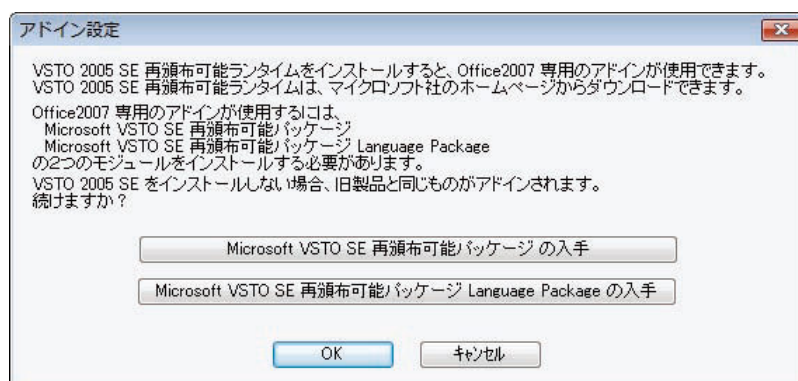 アドイン設定
VSTO 2005 SE 再頒布可能ランタイムをインストールすると、Office2007 専用のアドインが使用できます。
VSTO 2005 SE 再頒布可能ランタイムは、マイクロソフト社のホームページからダウンロードできます。
Office2007 専用のアドインが使用するには、
Microsoft VSTO SE 再頒布可能パッケージ
Microsoft VSTO SE 再頒布可能パッケージ Language Package
の2つのモジュールをインストールする必要があります。
VSTO 2005 SE をインストールしない場合、旧製品と同じものがアドインされます。
続けますか？
Microsoft VSTO SE 再頒布可能パッケージ の入手
Microsoft VSTO SE 再頒布可能パッケージ Language Package の入手
OK
キャンセル